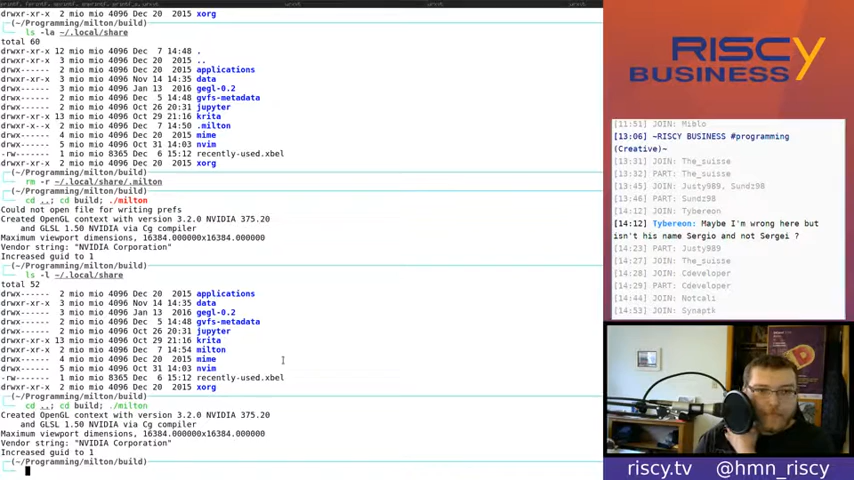 drwx------ 2 mio mio 4096 Dec 20 2015 xorg
(~/Programming/milton/build)
ls -la ~/.local/share
total 60
drwxr-xr-x 12 mio mio 4096 Dec 7 14:48 .
drwxr-xr-x 3 mio mio 4096 Dec 20 2015 ..
drwxr-xr-x 2 mio mio 4096 Dec 20 2015 applications
drwxr-xr-x 3 mio mio 4096 Nov 14 14:35 data
drwxr-xr-x 3 mio mio 4096 Jan 13 2016 gegl-0.2
drwx------ 2 mio mio 4096 Dec 5 14:48 gvfs-metadata
drwx------ 2 mio mio 4096 Oct 26 20:31 jupyter
drwxr-xr-x 13 mio mio 4096 Oct 29 21:16 krita
drwxr-x--x 2 mio mio 4096 Dec 7 14:50 .milton
drwx------ 4 mio mio 4096 Dec 20 2015 mime
drwx------ 5 mio mio 4096 Oct 31 14:03 nvim
-rw------- 1 mio mio 8365 Dec 6 15:12 recently-used.xbel
drwx------ 2 mio mio 4096 Dec 20 2015 xorg
(~/Programming/milton/build)
rm -r ~/.local/share/.milton
(~/Programming/milton/build)
cd ..; cd build; ./milton
Could not open file for writing prefs
Created OpenGL context with version 3.2.0 NVIDIA 375.20
and GLSL 1.50 NVIDIA via Cg compiler
Maximum viewport dimensions, 16384.000000x16384.000000
Vendor string: "NVIDIA Corporation"
Increased guid to 1
(~/Programming/milton/build)
ls -l ~/.local/share
total 52
drwx------ 2 mio mio 4096 Dec 20 2015 applications
drwxr-xr-x 3 mio mio 4096 Nov 14 14:35 data
drwxr-xr-x 3 mio mio 4096 Jan 13 2016 gegl-0.2
drwx------ 2 mio mio 4096 Dec 5 14:48 gvfs-metadata
drwx------ 2 mio mio 4096 Oct 26 20:31 jupyter
drwxr-xr-x 13 mio mio 4096 Oct 29 21:16 krita
drwxr-xr-x 2 mio mio 4096 Dec 7 14:54 milton
drwx------ 4 mio mio 4096 Dec 20 2015 mime
drwx------ 5 mio mio 4096 Oct 31 14:03 nvim
-rw------- 1 mio mio 8365 Dec 6 15:12 recently-used.xbel
drwx------ 2 mio mio 4096 Dec 20 2015 xorg
(~/Programming/milton/build)
cd ..; cd build; ./milton
Created OpenGL context with version 3.2.0 NVIDIA 375.20
and GLSL 1.50 NVIDIA via Cg compiler
Maximum viewport dimensions, 16384.000000x16384.000000
Vendor string: "NVIDIA Corporation"
Increased guid to 1
(~/Programming/milton/build)
RISCY
BUSINESS
[11:51] JOIN: Miblo
[13:06] ~RISCY BUSINESS #programming
(Creative)~
[13:31] JOIN: The_suisse
[13:32] PART: The_suisse
[13:45] JOIN: Justy989, Sundz98
[13:46] PART: Sundz98
[14:12] JOIN: Tybereon
[14:12] Tybereon: Maybe I'm wrong here but
isn't his name Sergio and not Sergei ?
[14:23] PART: Justy989
[14:27] JOIN: The_suisse
[14:28] JOIN: Cdeveloper
[14:29] PART: Cdeveloper
[14:44] JOIN: Notcali
[14:53] JOIN: Synaptk
riscy.tv @hmn_riscy